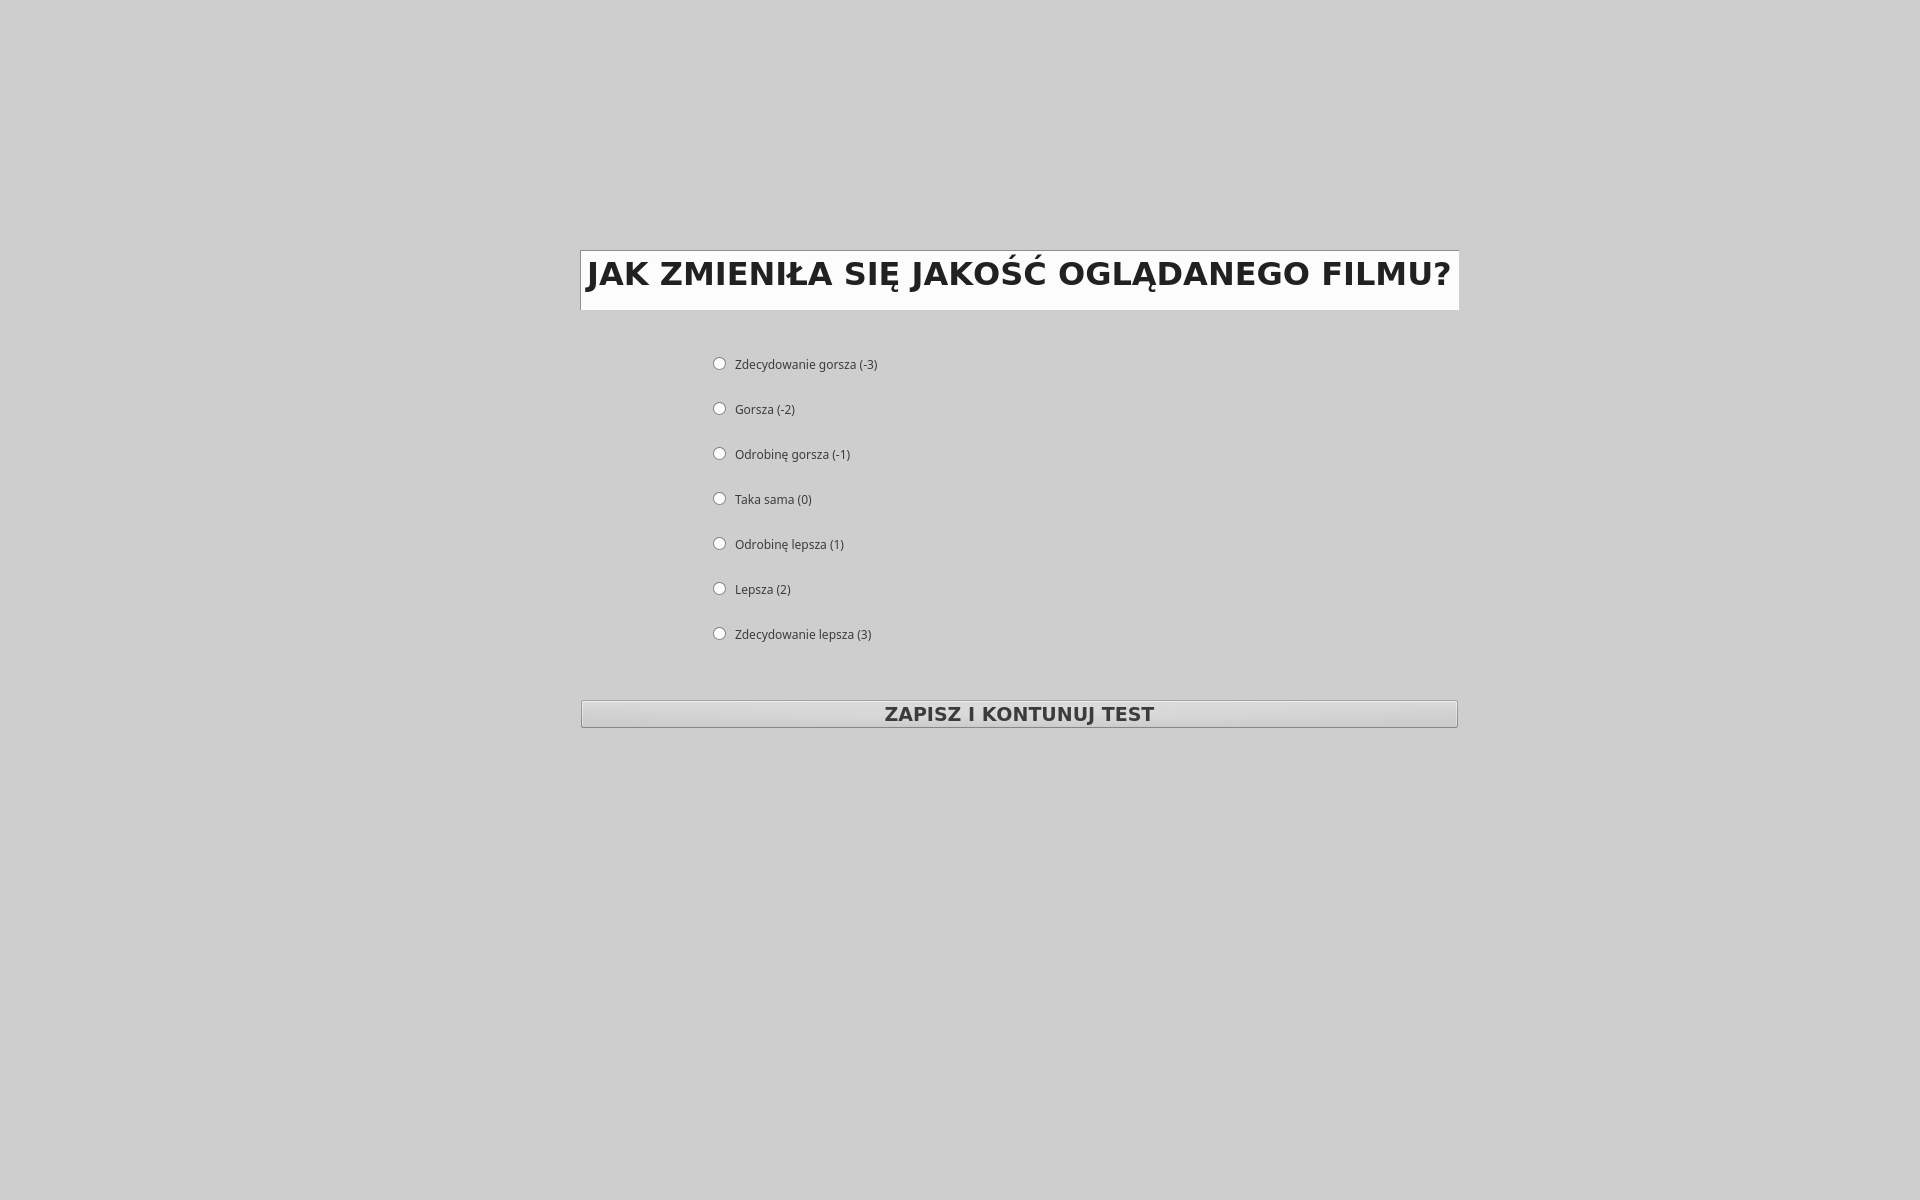 JAK ZMIENIŁA SIĘ JAKOŚĆ OGLĄDANEGO FILMU?
Zdecydowanie gorsza (-3)
Gorsza (-2)
Odrobinę gorsza (-1)
Taka sama (0)
Odrobinę lepsza (1)
Lepsza (2)
Zdecydowanie lepsza (3)
ZAPISZ I KONTUNUJ TEST